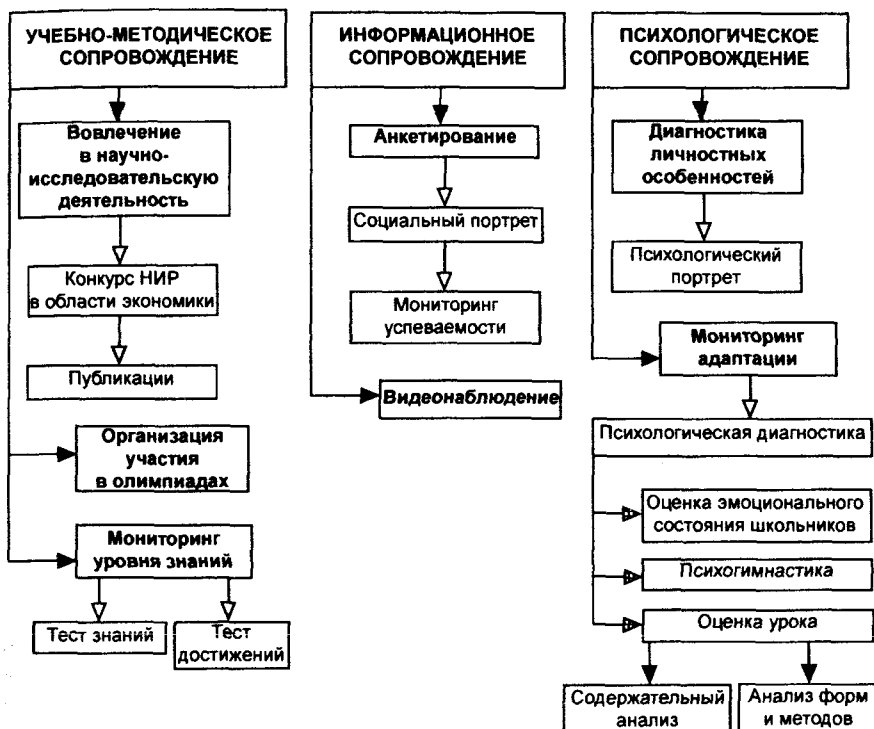 УЧЕБНО-МЕТОДИЧЕСКОЕ
СОПРОВОЖДЕНИЕ
Вовлечение
в научно-
исследовательскую
деятельность
Конкурс НИР
в области экономики
Публикации
Организация
участия
в олимпиадах
Мониторинг
уровня знаний
Тест знаний
Тест
достижений
ИНФОРМАЦИОННОЕ
СОПРОВОЖДЕНИЕ
Анкетирование
Социальный портрет
Мониторинг
успеваемости
Видеонаблюдение
ПСИХОЛОГИЧЕСКОЕ
СОПРОВОЖДЕНИЕ
Диагностика
личностных
особенностей
Психологический
портрет
Мониторинг
адаптации
Психологическая диагностика
Оценка эмоционального
состояния школьников
Психогимнастика
Оценка урока
Содержательный
анализ
Анализ форм
и методов